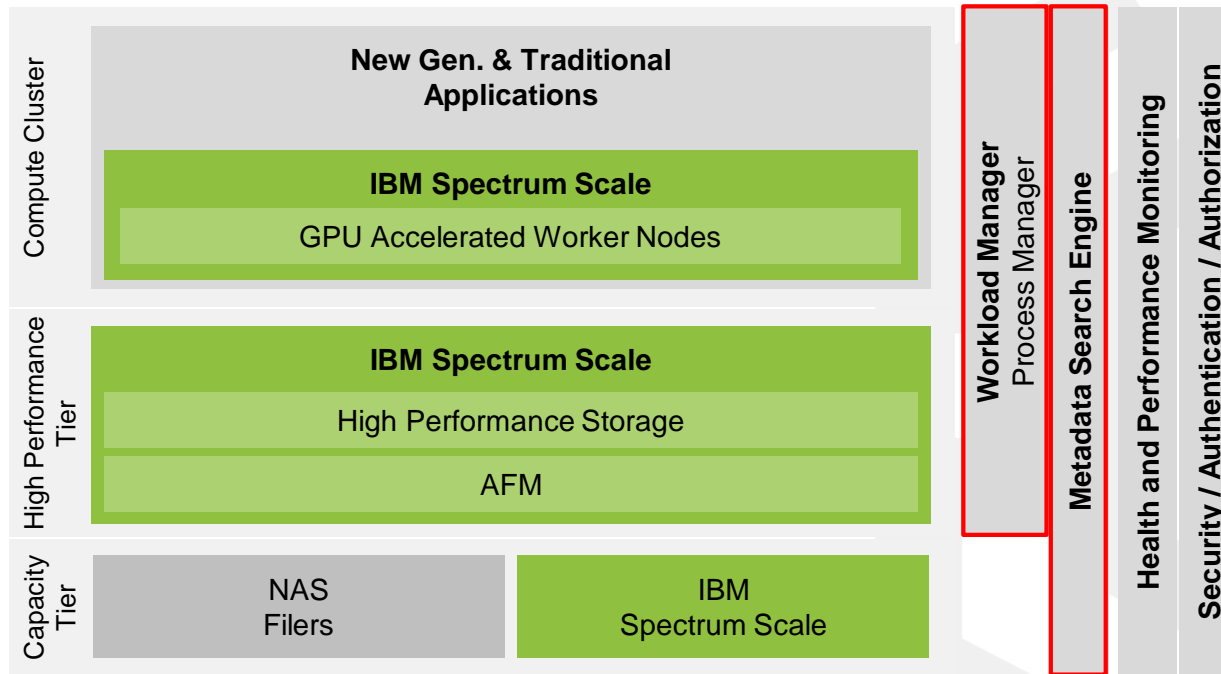 Compute Cluster
New Gen. & Traditional
Applications
IBM Spectrum Scale
GPU Accelerated Worker Nodes
High Performance
Tier
IBM Spectrum Scale
High Performance Storage
AFM
Capacity
Tier
NAS
Filers
IBM
Spectrum Scale
Workload Manager
Process Manager
Metadata Search Engine
Health and Performance Monitoring
Security / Authentication / Authorization